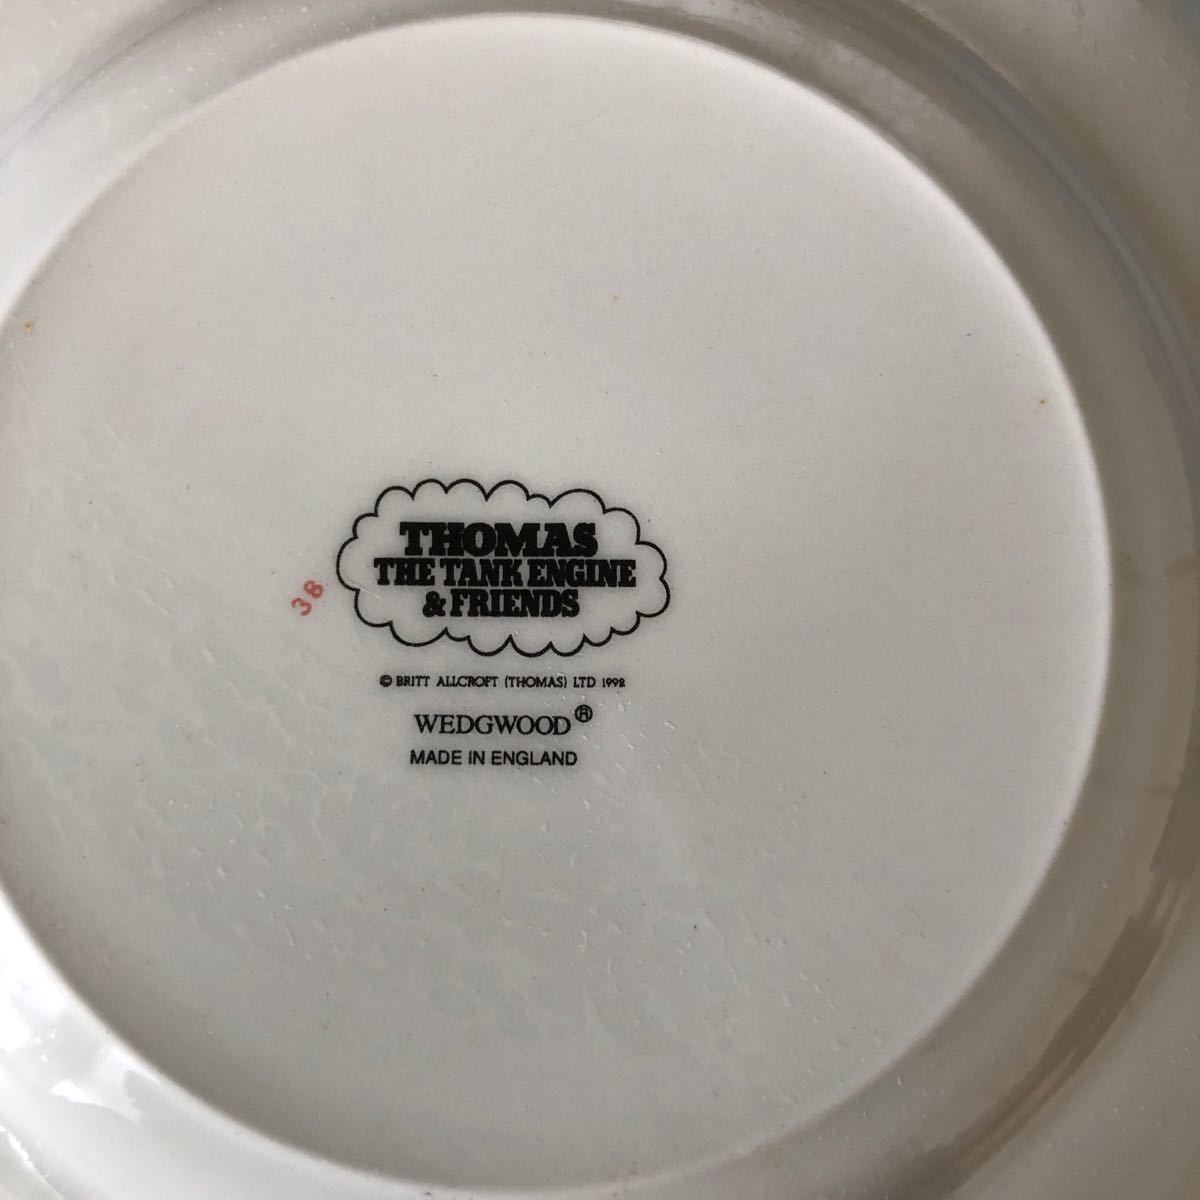 THOMAS
THE TANK ENGINE
& FRIENDS
38
© BRITT ALLCROFT (THOMAS) LTD 1992
WEDGWOOD®
MADE IN ENGLAND